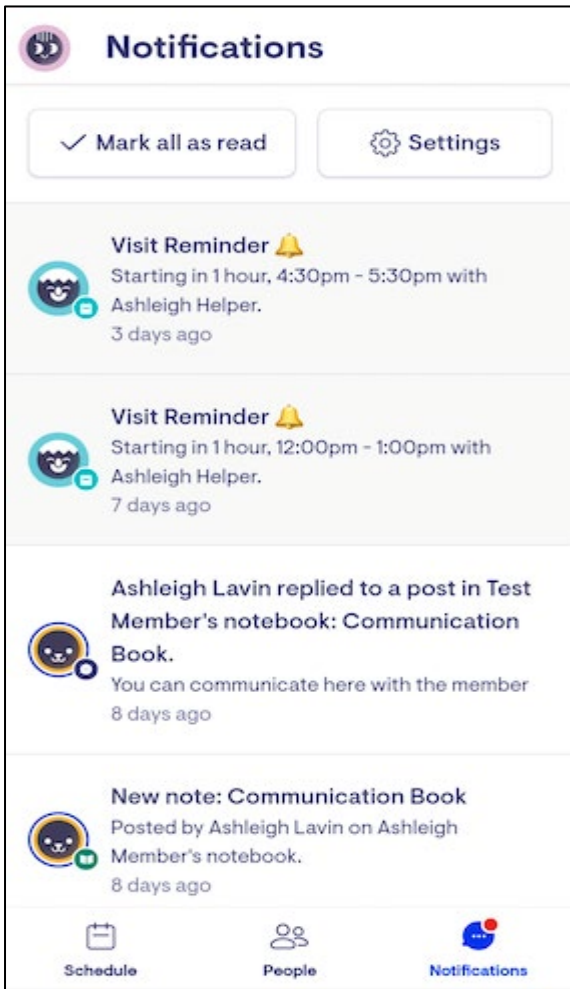 Notifications
Mark all as read
Settings
Visit Reminder 🔔
Starting in 1 hour, 4:30pm - 5:30pm with
Ashleigh Helper.
3 days ago
Visit Reminder 🔔
Starting in 1 hour, 12:00pm - 1:00pm with
Ashleigh Helper.
7 days ago
Ashleigh Lavin replied to a post in Test
Member's notebook: Communication
Book.
You can communicate here with the member
8 days ago
New note: Communication Book
Posted by Ashleigh Lavin on Ashleigh
Member's notebook.
8 days ago
Schedule
People
Notifications